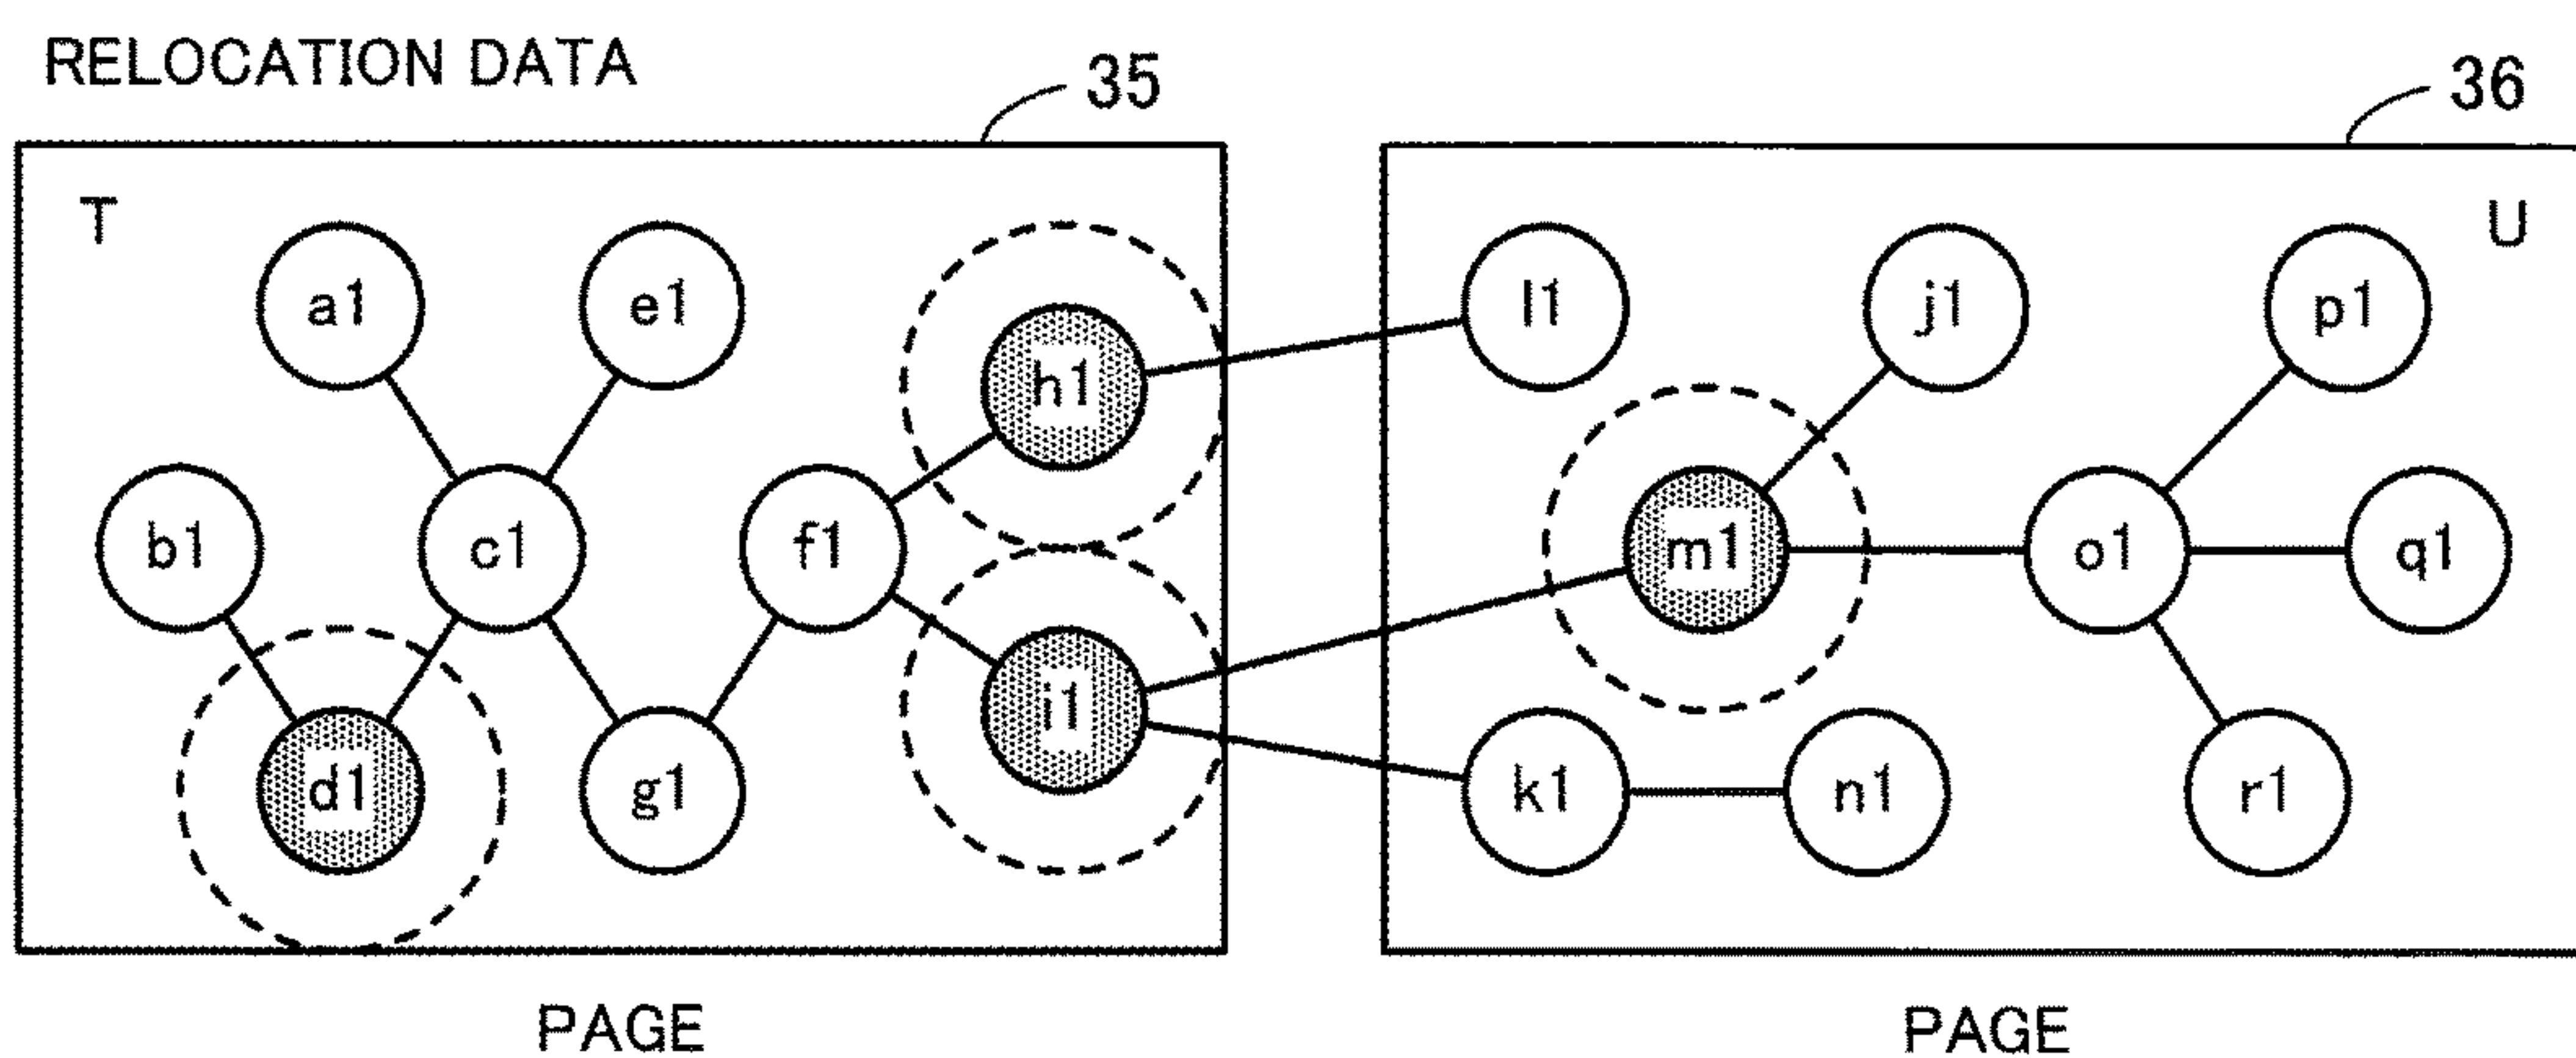 RELOCATION DATA
35
36
T
U
a1
e1
h1
l1
j1
p1
b1
c1
f1
m1
o1
q1
d1
g1
i1
k1
n1
r1
PAGE
PAGE